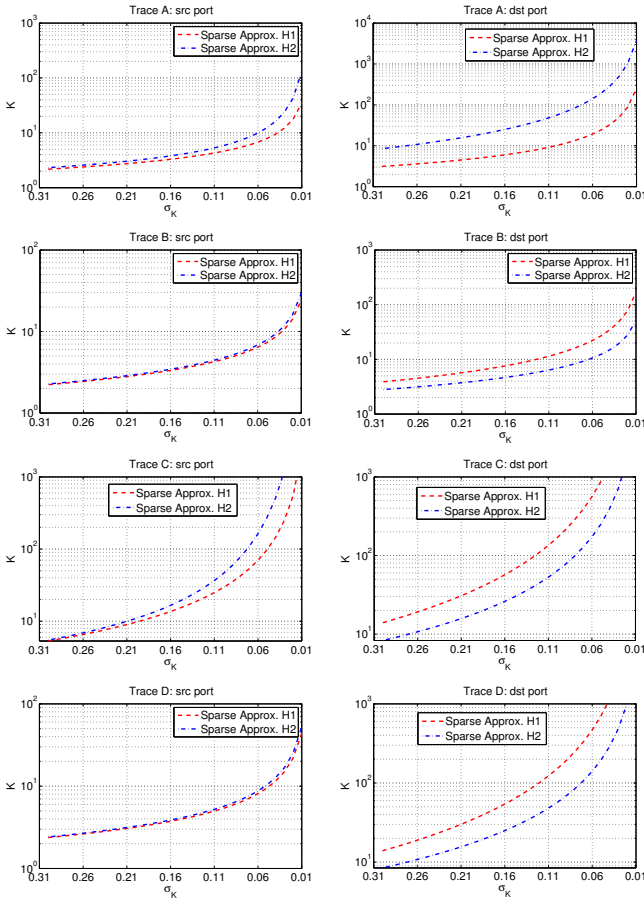 Trace A: src port
Sparse Approx. H1
Sparse Approx. H2
10^3
10^2
10^1
10^0
K
0.31 0.26 0.21 0.16 0.11 0.06 0.01
σ_K
Trace A: dst port
Sparse Approx. H1
Sparse Approx. H2
10^4
10^3
10^2
10^1
10^0
K
0.31 0.26 0.21 0.16 0.11 0.06 0.01
σ_K
Trace B: src port
Sparse Approx. H1
Sparse Approx. H2
10^2
10^1
10^0
K
0.31 0.26 0.21 0.16 0.11 0.06 0.01
σ_K
Trace B: dst port
Sparse Approx. H1
Sparse Approx. H2
10^3
10^2
10^1
10^0
K
0.31 0.26 0.21 0.16 0.11 0.06 0.01
σ_K
Trace C: src port
Sparse Approx. H1
Sparse Approx. H2
10^3
10^2
10^1
K
0.31 0.26 0.21 0.16 0.11 0.06 0.01
σ_K
Trace C: dst port
Sparse Approx. H1
Sparse Approx. H2
10^3
10^2
10^1
K
0.31 0.26 0.21 0.16 0.11 0.06 0.01
σ_K
Trace D: src port
Sparse Approx. H1
Sparse Approx. H2
10^2
10^1
10^0
K
0.31 0.26 0.21 0.16 0.11 0.06 0.01
σ_K
Trace D: dst port
Sparse Approx. H1
Sparse Approx. H2
10^3
10^2
10^1
K
0.31 0.26 0.21 0.16 0.11 0.06 0.01
σ_K